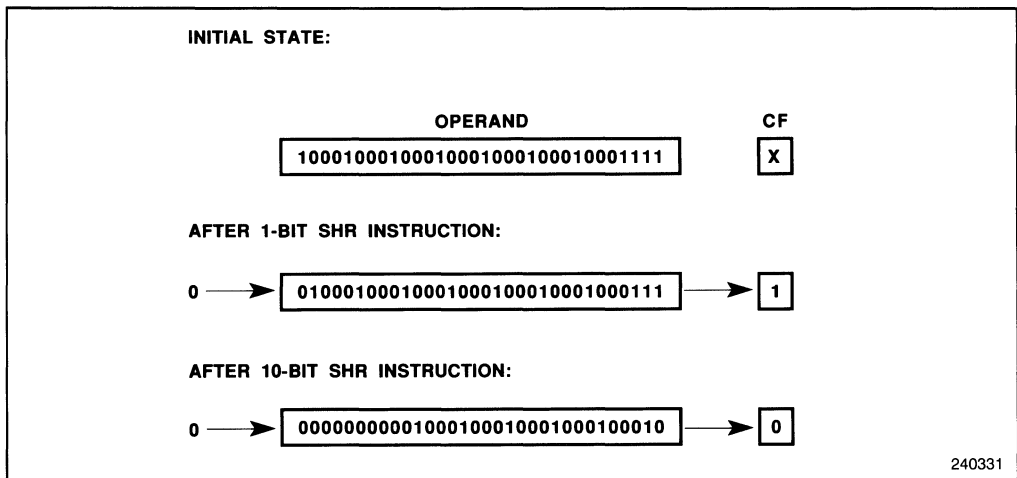 INITIAL STATE:
OPERAND CF
10001000100010001000100010001111 X
AFTER 1-BIT SHR INSTRUCTION:
0 01000100010001000100010001000111 1
AFTER 10-BIT SHR INSTRUCTION:
0 00000000001000100010001000100010 0
240331